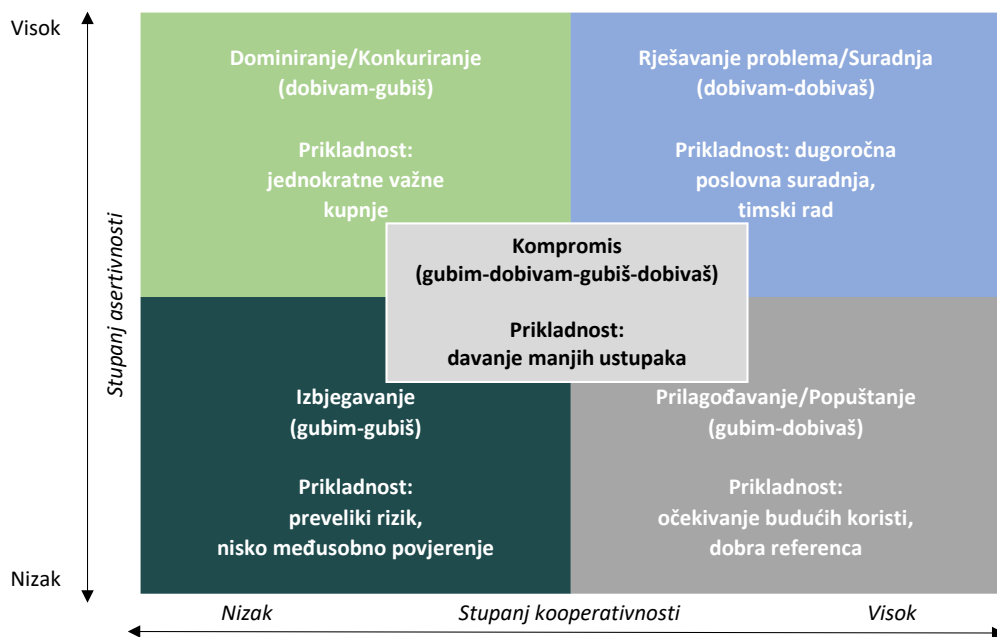 Visok
Dominiranje/Konkuriranje
(dobivam-gubiš)
Prikladnost:
jednokratne važne
kupnje
Rješavanje problema/Suradnja
(dobivam-dobivaš)
Prikladnost: dugoročna
poslovna suradnja,
timski rad
Stupanj asertivnosti
Kompromis
(gubim-dobivam-gubiš-dobivaš)
Prikladnost:
davanje manjih ustupaka
Izbjegavanje
(gubim-gubiš)
Prikladnost:
preveliki rizik,
nisko međusobno povjerenje
Prilagođavanje/Popuštanje
(gubim-dobivaš)
Prikladnost:
očekivanje budućih koristi,
dobra referenca
Nizak
Nizak
Stupanj kooperativnosti
Visok